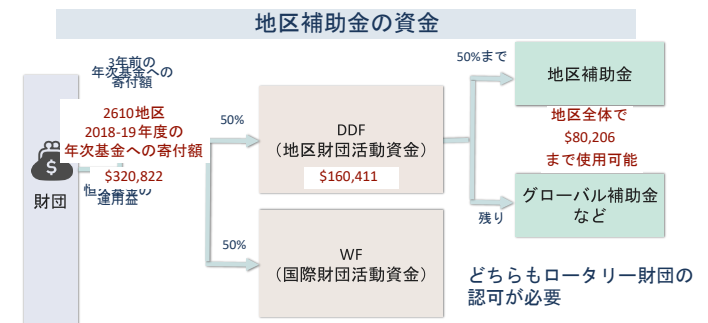 地区補助金の資金
3年前の
年次基金への
寄付額
2610地区
2018-19年度の
年次基金への寄付額
$320,822
運用益
財団
50%
50%
DDF
（地区財団活動資金）
$160,411
WF
（国際財団活動資金）
50%まで
地区補助金
地区全体で
$80,206
まで使用可能
残り
グローバル補助金
など
どちらもロータリー財団の
認可が必要